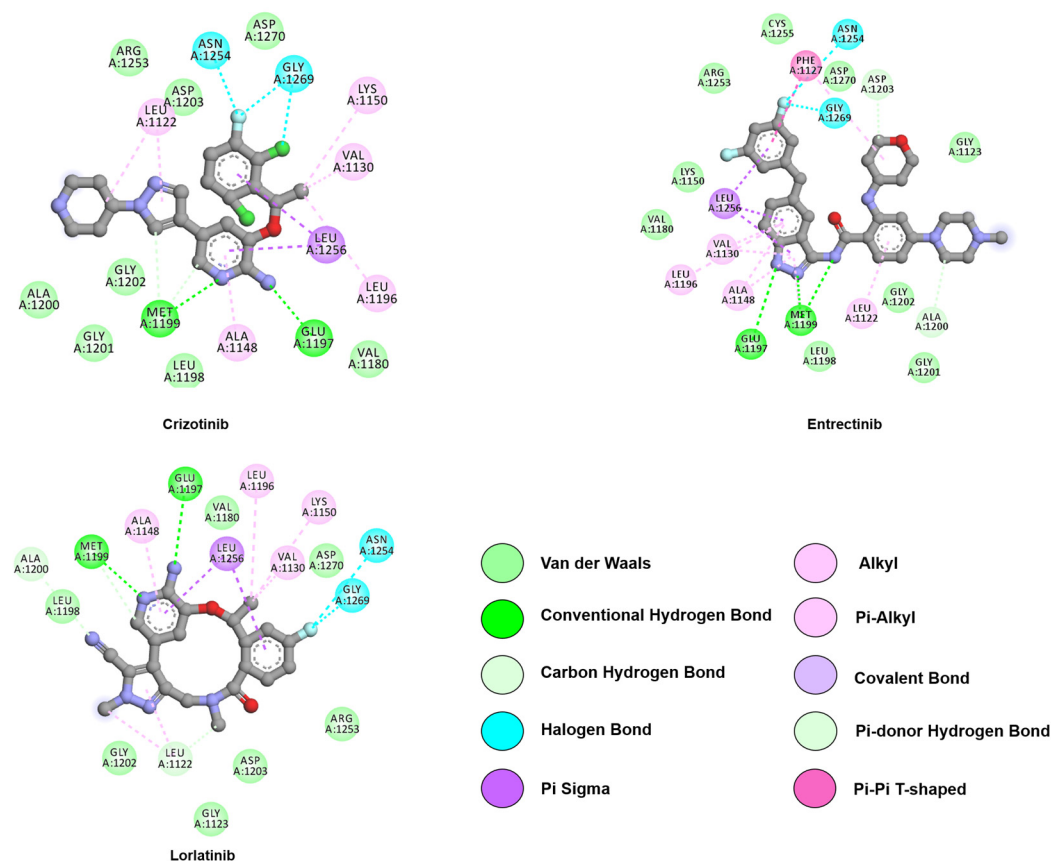 ASP
A:1270
ASN
A:1254
ARG
A:1253
GLY
A:1269
ASP
A:1203
LYS
A:1150
LEU
A:1122
VAL
A:1130
LEU
A:1256
GLY
A:1202
LEU
A:1196
ALA
A:1200
MET
A:1199
GLU
A:1197
ALA
A:1148
GLY
A:1201
VAL
A:1180
LEU
A:1198
Crizotinib
CYS
A:1255
ASN
A:1254
PHE
A:1127
ARG
A:1253
ASP
A:1270
ASP
A:1203
GLY
A:1269
GLY
A:1123
LYS
A:1150
LEU
A:1256
VAL
A:1180
VAL
A:1130
LEU
A:1196
ALA
A:1148
GLY
A:1202
LEU
A:1122
MET
A:1199
ALA
A:1200
GLU
A:1197
LEU
A:1198
GLY
A:1201
Entrectinib
GLU
A:1197
LEU
A:1196
VAL
A:1180
LYS
A:1150
ALA
A:1148
ASN
A:1254
MET
A:1199
LEU
A:1256
VAL
A:1130
ASP
A:1270
ALA
A:1200
GLY
A:1269
LEU
A:1198
ARG
A:1253
GLY
A:1202
LEU
A:1122
ASP
A:1203
GLY
A:1123
Lorlatinib
Van der Waals
Conventional Hydrogen Bond
Carbon Hydrogen Bond
Halogen Bond
Pi Sigma
Alkyl
Pi-Alkyl
Covalent Bond
Pi-donor Hydrogen Bond
Pi-Pi T-shaped